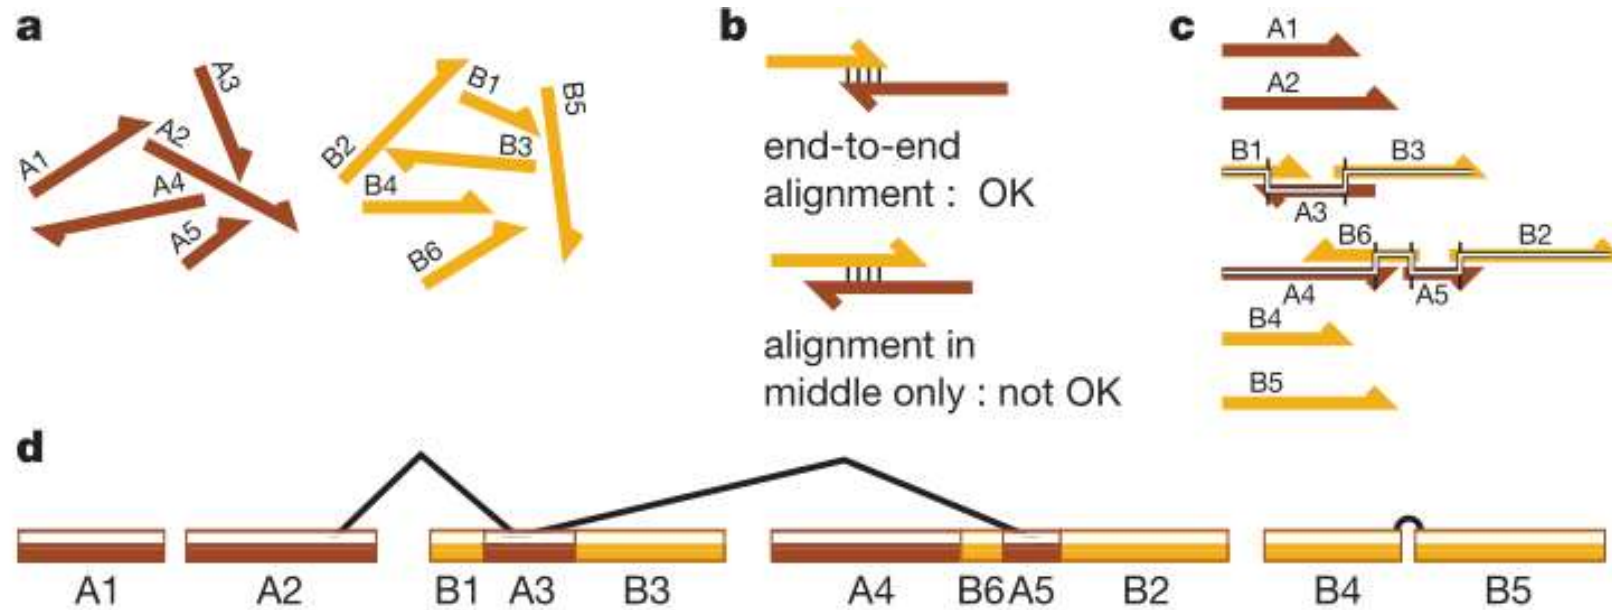 a
A1
A2
A3
A4
A5
B2
B1
B5
B3
B4
B6
b
end-to-end
alignment : OK
alignment in
middle only : not OK
c
A1
A2
B1
B3
A3
B6
B2
A4
A5
B4
B5
d
A1
A2
B1
A3
B3
A4
B6
A5
B2
B4
B5